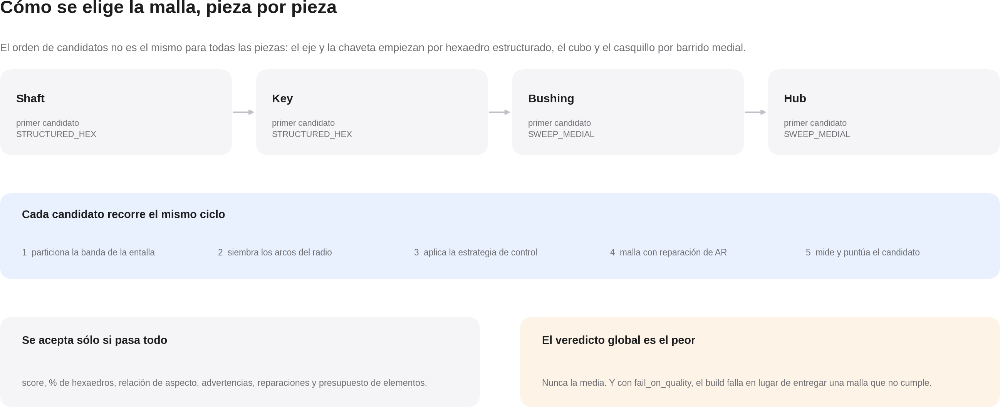 Cómo se elige la malla, pieza por pieza
El orden de candidatos no es el mismo para todas las piezas: el eje y la chaveta empiezan por hexaedro estructurado, el cubo y el casquillo por barrido medial.
Shaft
primer candidato
STRUCTURED_HEX
Key
primer candidato
STRUCTURED_HEX
Bushing
primer candidato
SWEEP_MEDIAL
Hub
primer candidato
SWEEP_MEDIAL
Cada candidato recorre el mismo ciclo
1 particiona la banda de la entalla
2 siembra los arcos del radio
3 aplica la estrategia de control
4 malla con reparación de AR
5 mide y puntúa el candidato
Se acepta sólo si pasa todo
score, % de hexaedros, relación de aspecto, advertencias, reparaciones y presupuesto de elementos.
El veredicto global es el peor
Nunca la media. Y con fail_on_quality, el build falla en lugar de entregar una malla que no cumple.